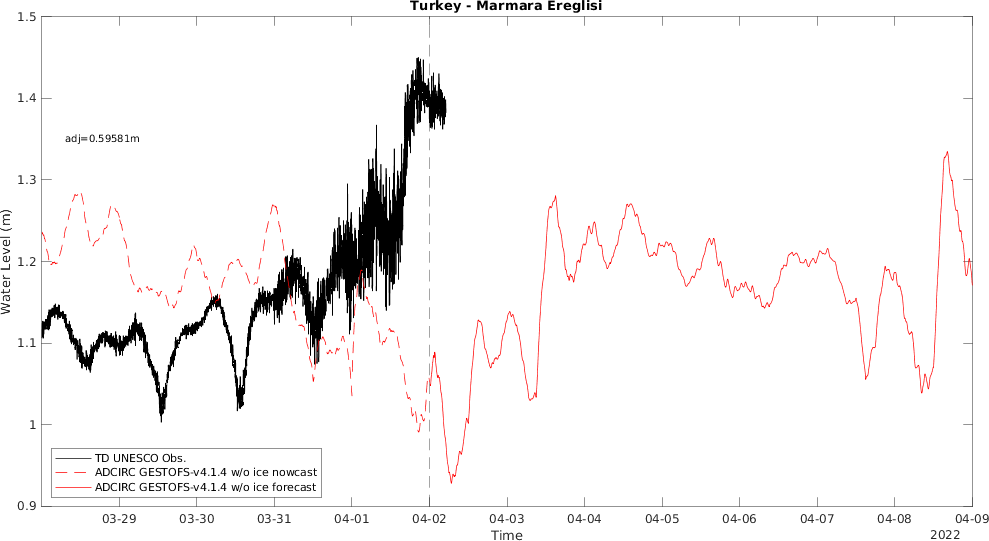 Turkey - Marmara Ereglisi
1.5
1.4
1.3
1.2
1.1
1
0.9
Water Level (m)
adj=0.59581m
TD UNESCO Obs.
ADCIRC GESTOFS-v4.1.4 w/o ice nowcast
ADCIRC GESTOFS-v4.1.4 w/o ice forecast
03-29 03-30 03-31 04-01 04-02 04-03 04-04 04-05 04-06 04-07 04-08 04-09
Time
2022